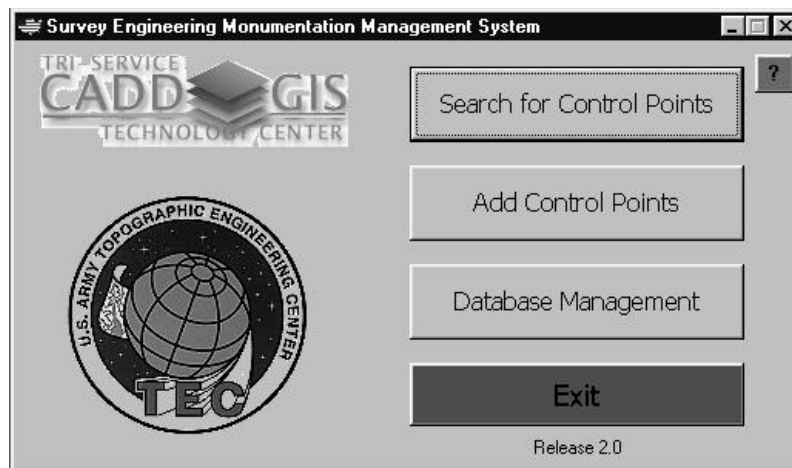 Survey Engineering Monumentation Management System
TRI-SERVICE
CADD GIS
TECHNOLOGY CENTER
?
Search for Control Points
Add Control Points
Database Management
Exit
Release 2.0
U.S. ARMY TOPOGRAPHIC ENGINEERING CENTER
TEC